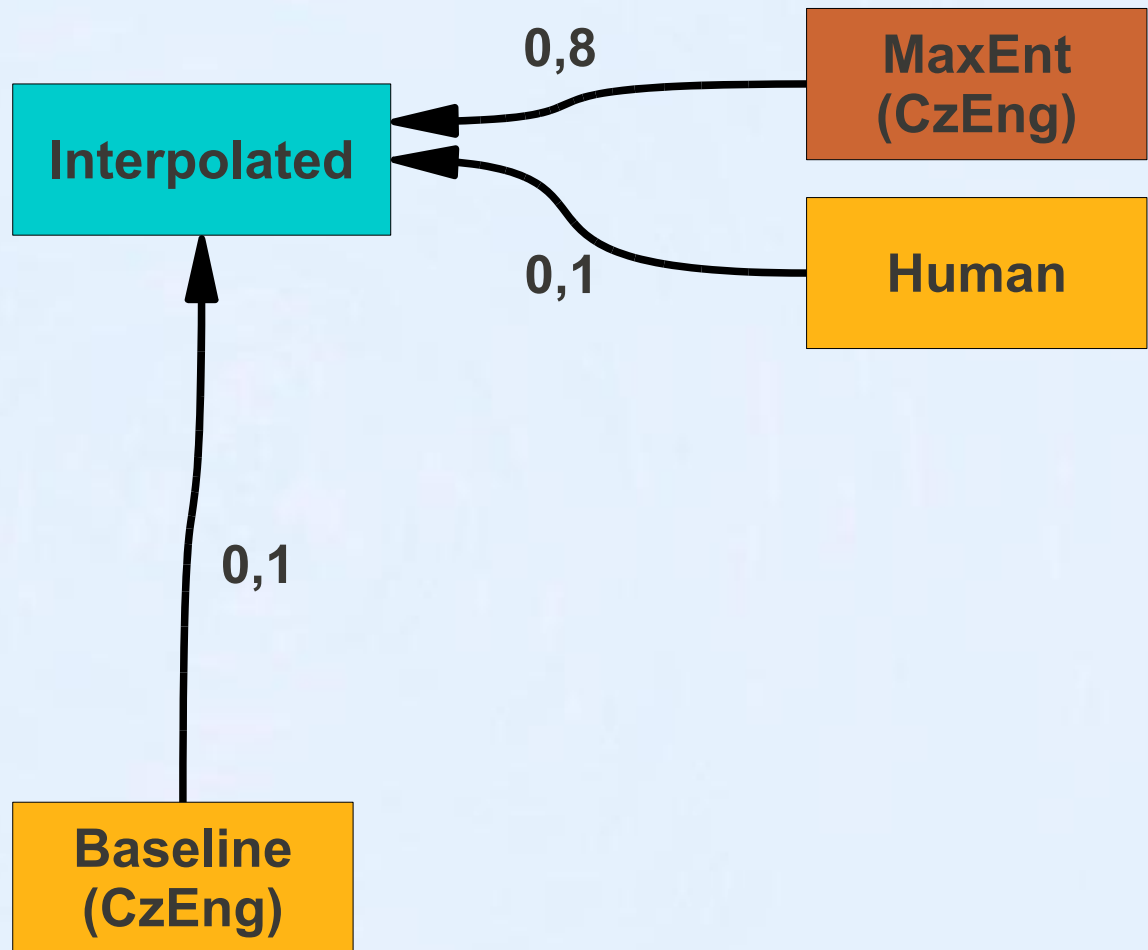 0,8
MaxEnt
(CzEng)
Interpolated
0,1
Human
0,1
Baseline
(CzEng)